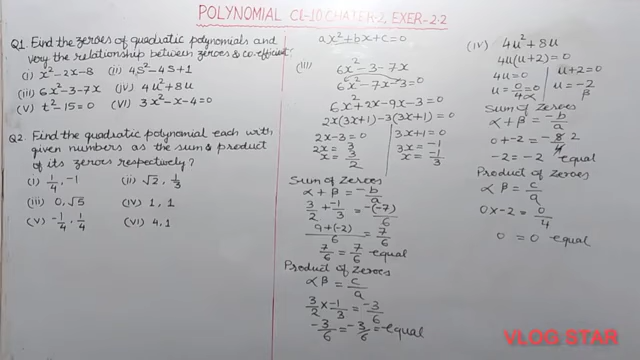 POLYNOMIAL Cl-10 CHATER-2, EXER-2.2
Q1. Find the zeroes of quadratic polynomials and
very the relationship between zeroes & co.efficient?
(i) x²-2x-8 (ii) 4S²-4S+1
(iii) 6x²-3-7x (iv) 4u²+8u
(v) t²-15=0 (vi) 3x²-x-4=0
Q2. Find the quadratic polynomial each with
given numbers as the sum & product
of its zeroes respectively?
(i) 1/4, -1 (ii) √2, 1/3
(iii) 0, √5 (iv) 1, 1
(v) -1/4, 1/4 (vi) 4, 1
ax²+bx+c=0
(iii) 6x²-3-7x
6x²-7x-3=0
6x²+2x-9x-3=0
2x(3x+1)-3(3x+1)=0
2x-3=0 3x+1=0
2x=3 3x=-1
x=3/2 x=-1/3
Sum of Zeroes
α+β=-b/a
3/2+-1/3=-(-7)/6
9+(-2)/6=7/6
7/6=7/6 equal
Product of Zeroes
αβ=c/a
3/2×-1/3=-3/6
-3/6=-3/6=equal
(iv) 4u²+8u
4u(u+2)=0
4u=0 u+2=0
u=0/4 u=-2
α β
Sum of Zeroes
α+β=-b/a
0+-2=-8/4 2
-2=-2 equal
Product of Zeroes
αβ=c/a
0×-2=0/4
0=0 equal
VLOG STAR